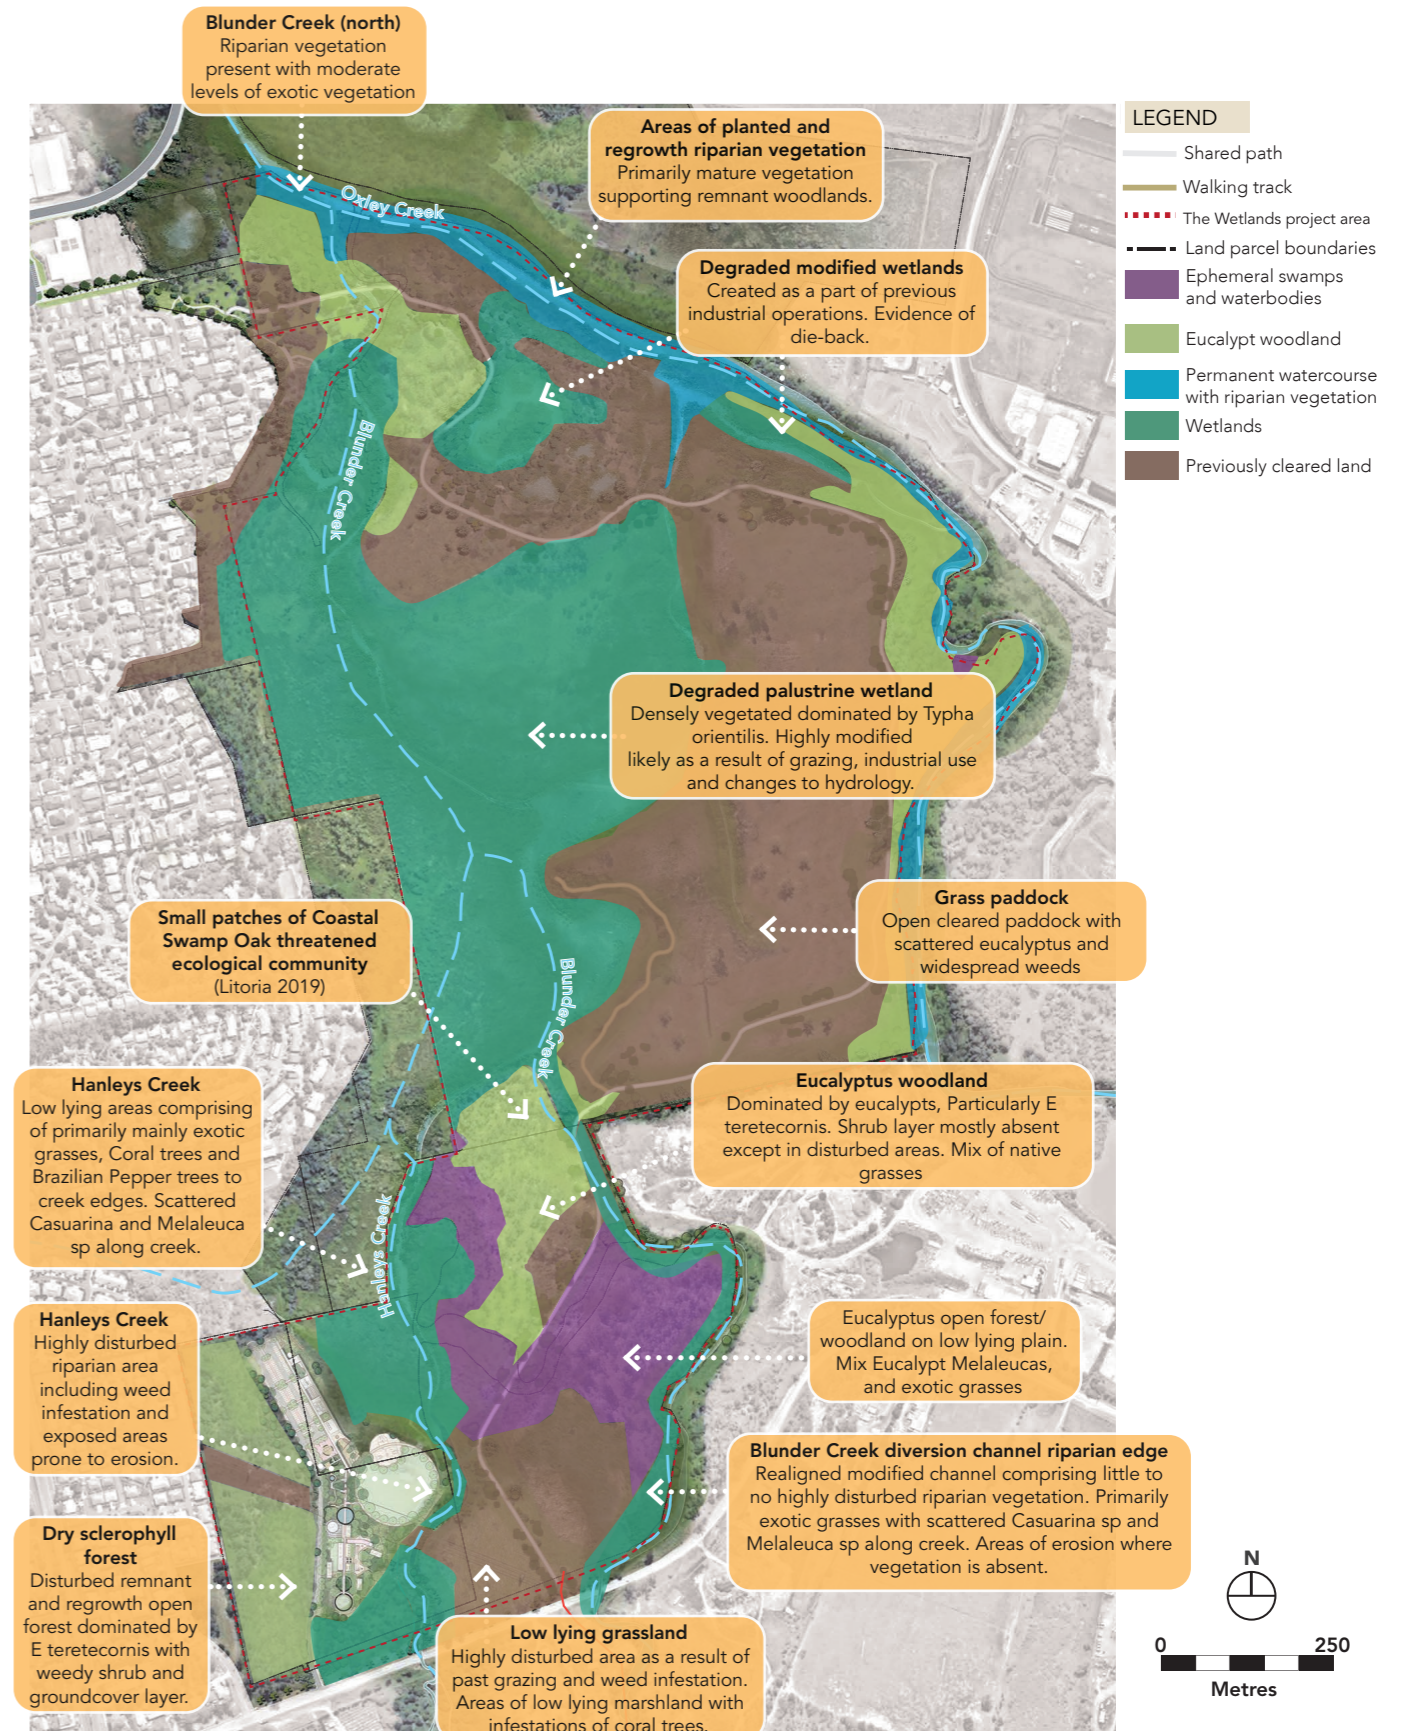 Blunder Creek (north)
Riparian vegetation
present with moderate
levels of exotic vegetation
Areas of planted and
regrowth riparian vegetation
Primarily mature vegetation
supporting remnant woodlands.
Degraded modified wetlands
Created as a part of previous
industrial operations. Evidence of
die-back.
LEGEND
Shared path
Walking track
The Wetlands project area
Land parcel boundaries
Ephemeral swamps
and waterbodies
Eucalypt woodland
Permanent watercourse
with riparian vegetation
Wetlands
Previously cleared land
Oxley Creek
Blunder Creek
Degraded palustrine wetland
Densely vegetated dominated by Typha
orientilis. Highly modified
likely as a result of grazing, industrial use
and changes to hydrology.
Grass paddock
Open cleared paddock with
scattered eucalyptus and
widespread weeds
Small patches of Coastal
Swamp Oak threatened
ecological community
(Litoria 2019)
Blunder Creek
Eucalyptus woodland
Dominated by eucalypts, Particularly E
teretecornis. Shrub layer mostly absent
except in disturbed areas. Mix of native
grasses
Hanleys Creek
Low lying areas comprising
of primarily mainly exotic
grasses, Coral trees and
Brazilian Pepper trees to
creek edges. Scattered
Casuarina and Melaleuca
sp along creek.
Hanleys Creek
Hanleys Creek
Highly disturbed
riparian area
including weed
infestation and
exposed areas
prone to erosion.
Eucalyptus open forest/
woodland on low lying plain.
Mix Eucalypt Melaleucas,
and exotic grasses
Blunder Creek diversion channel riparian edge
Realigned modified channel comprising little to
no highly disturbed riparian vegetation. Primarily
exotic grasses with scattered Casuarina sp and
Melaleuca sp along creek. Areas of erosion where
vegetation is absent.
Dry sclerophyll
forest
Disturbed remnant
and regrowth open
forest dominated by
E teretecornis with
weedy shrub and
groundcover layer.
Low lying grassland
Highly disturbed area as a result of
past grazing and weed infestation.
Areas of low lying marshland with
infestations of coral trees.
N
0 250
Metres